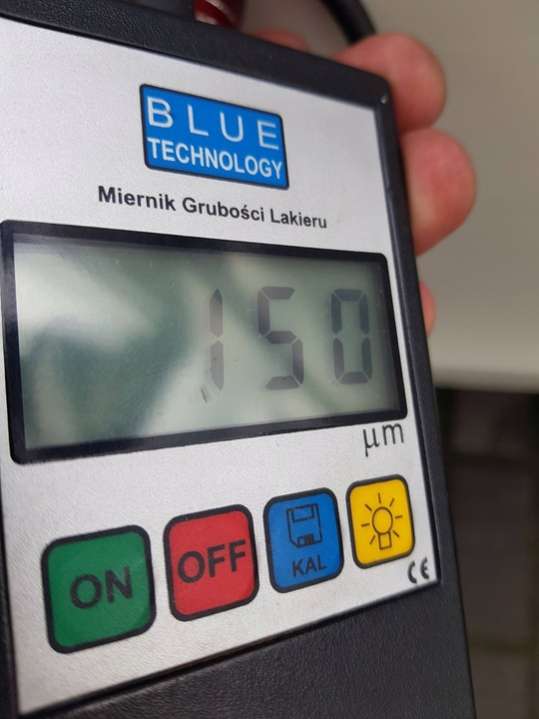 BLUE
TECHNOLOGY
Miernik Grubości Lakieru
150
µm
ON
OFF
KAL
CE